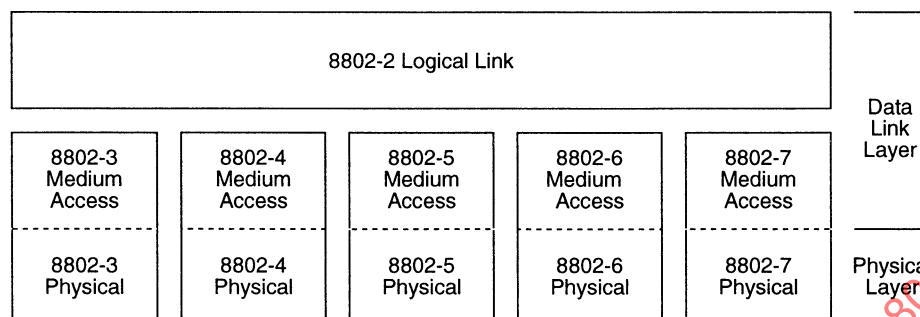 8802-2 Logical Link
Data
Link
Layer
8802-3
Medium
Access
8802-4
Medium
Access
8802-5
Medium
Access
8802-6
Medium
Access
8802-7
Medium
Access
8802-3
Physical
8802-4
Physical
8802-5
Physical
8802-6
Physical
8802-7
Physical
Physica
Layer